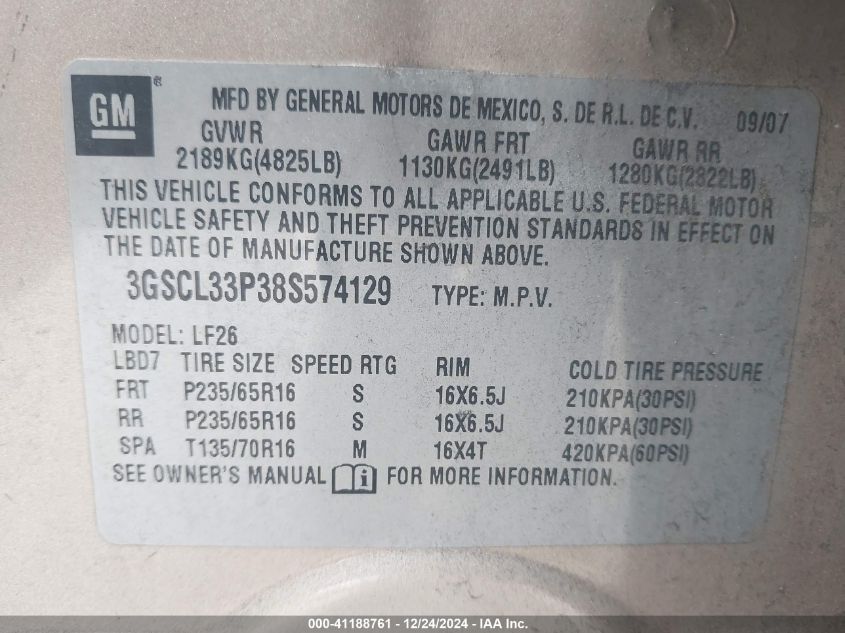 GM ® MFD BY GENERAL MOTORS DE MEXICO, S. DE R.L. DE C.V. 09/07
GVWR GAWR FRT GAWR RR
2189KG(4825LB) 1130KG(2491LB) 1280KG(2822LB)
THIS VEHICLE CONFORMS TO ALL APPLICABLE U.S. FEDERAL MOTOR
VEHICLE SAFETY AND THEFT PREVENTION STANDARDS IN EFFECT ON
THE DATE OF MANUFACTURE SHOWN ABOVE.
3GSCL33P38S574129 TYPE: M.P.V.
MODEL: LF26
LBD7 TIRE SIZE SPEED RTG RIM COLD TIRE PRESSURE
FRT P235/65R16 S 16X6.5J 210KPA(30PSI)
RR P235/65R16 S 16X6.5J 210KPA(30PSI)
SPA T135/70R16 M 16X4T 420KPA(60PSI)
SEE OWNER'S MANUAL i FOR MORE INFORMATION.
000-41188761 - 12/24/2024 - IAA Inc.